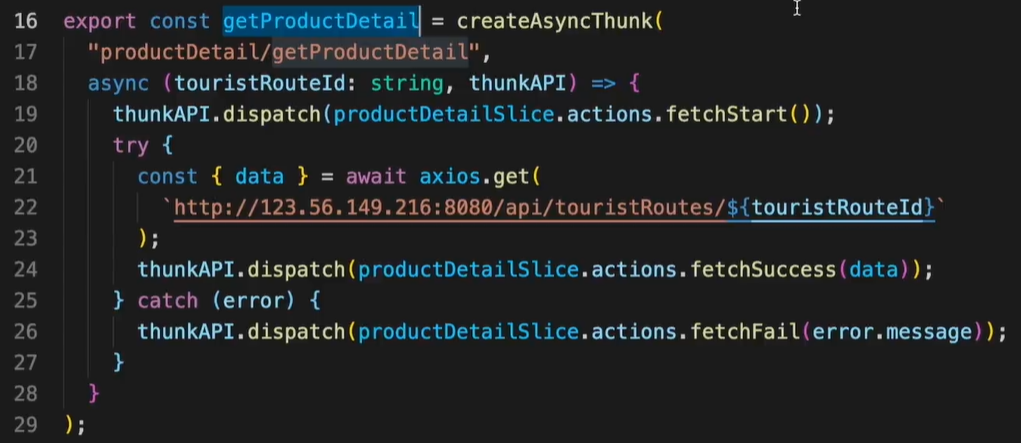 16 export const getProductDetail = createAsyncThunk(
17 "productDetail/getProductDetail",
18 async (touristRouteId: string, thunkAPI) => {
19 thunkAPI.dispatch(productDetailSlice.actions.fetchStart());
20 try {
21 const { data } = await axios.get(
22 `http://123.56.149.216:8080/api/touristRoutes/${touristRouteId}`
23 );
24 thunkAPI.dispatch(productDetailSlice.actions.fetchSuccess(data));
25 } catch (error) {
26 thunkAPI.dispatch(productDetailSlice.actions.fetchFail(error.message));
27 }
28 }
29 );